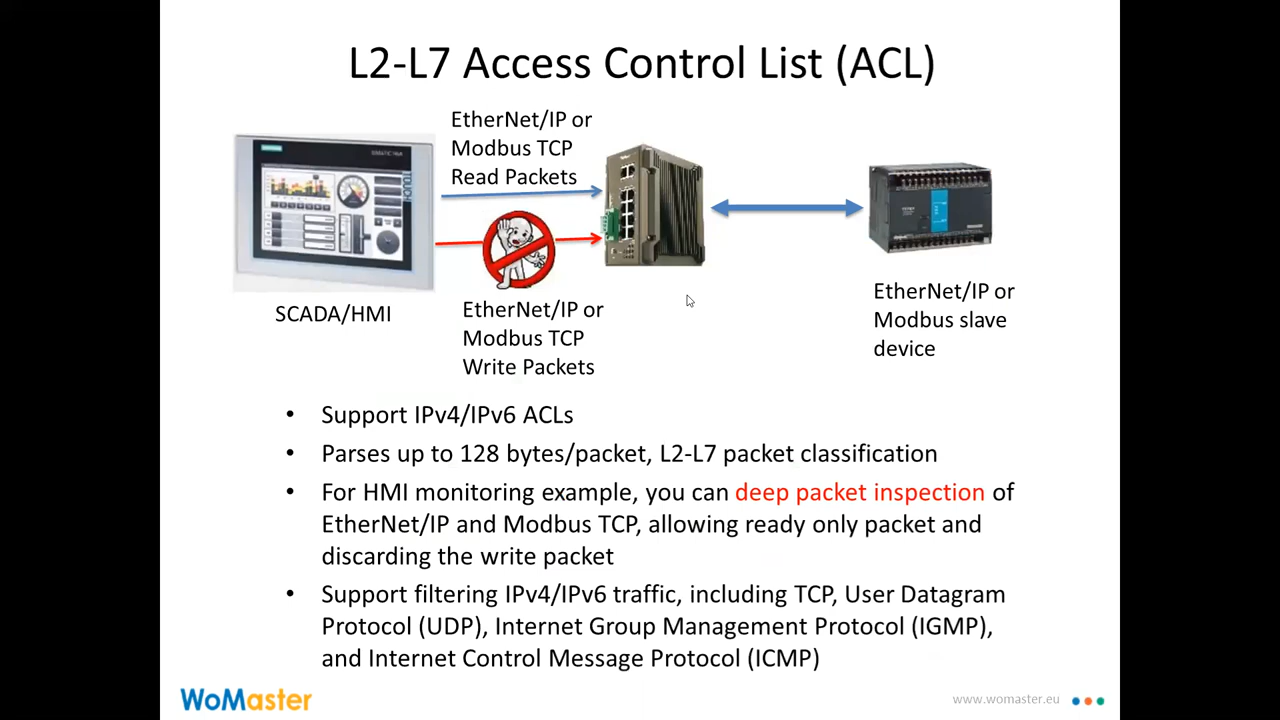 L2-L7 Access Control List (ACL)
EtherNet/IP or
Modbus TCP
Read Packets
SCADA/HMI
EtherNet/IP or
Modbus TCP
Write Packets
EtherNet/IP or
Modbus slave
device
• Support IPv4/IPv6 ACLs
• Parses up to 128 bytes/packet, L2-L7 packet classification
• For HMI monitoring example, you can deep packet inspection of
EtherNet/IP and Modbus TCP, allowing ready only packet and
discarding the write packet
• Support filtering IPv4/IPv6 traffic, including TCP, User Datagram
Protocol (UDP), Internet Group Management Protocol (IGMP),
and Internet Control Message Protocol (ICMP)
WoMaster
www.womaster.eu